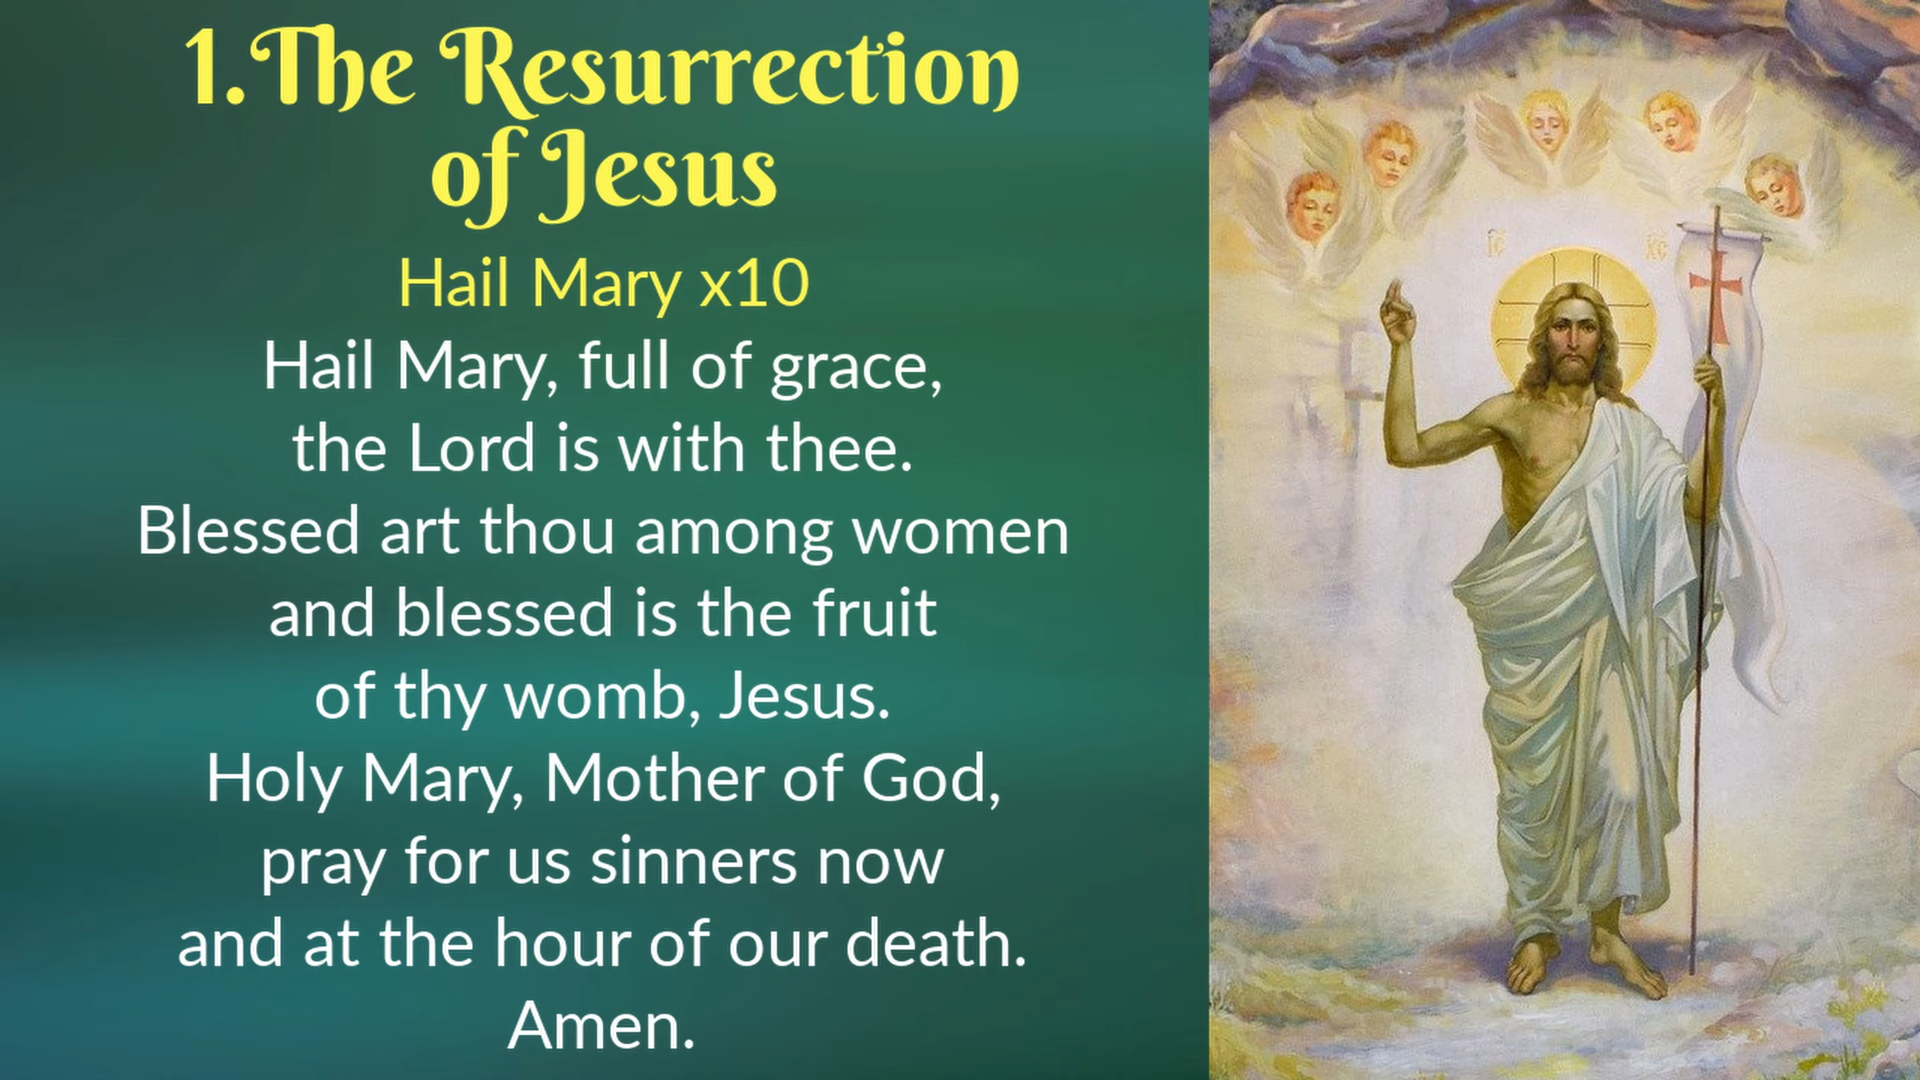 1.The Resurrection
of Jesus
Hail Mary x10
Hail Mary, full of grace,
the Lord is with thee.
Blessed art thou among women
and blessed is the fruit
of thy womb, Jesus.
Holy Mary, Mother of God,
pray for us sinners now
and at the hour of our death.
Amen.
IC XC